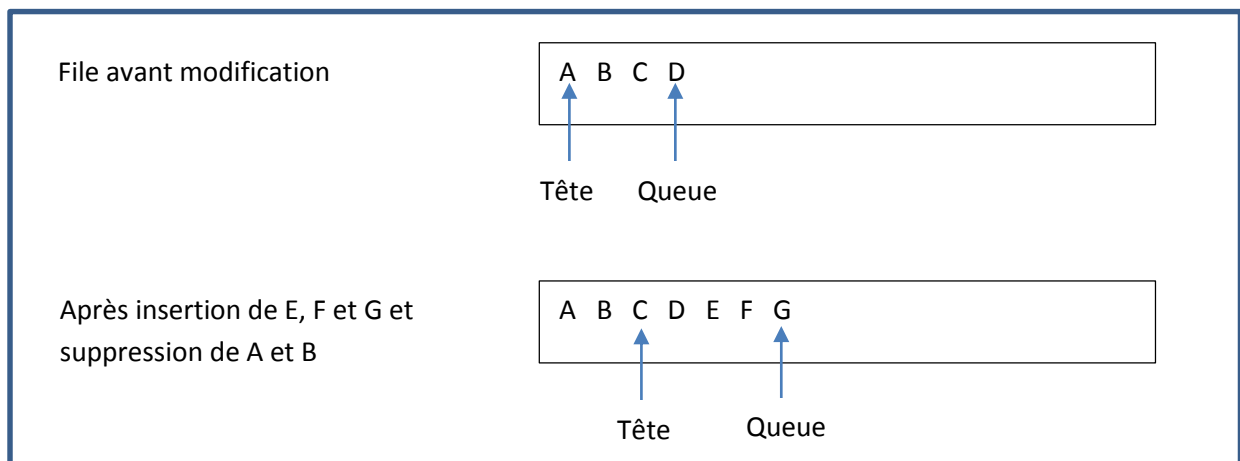 File avant modification
A B C D
Tête Queue
Après insertion de E, F et G et
suppression de A et B
A B C D E F G
Tête Queue